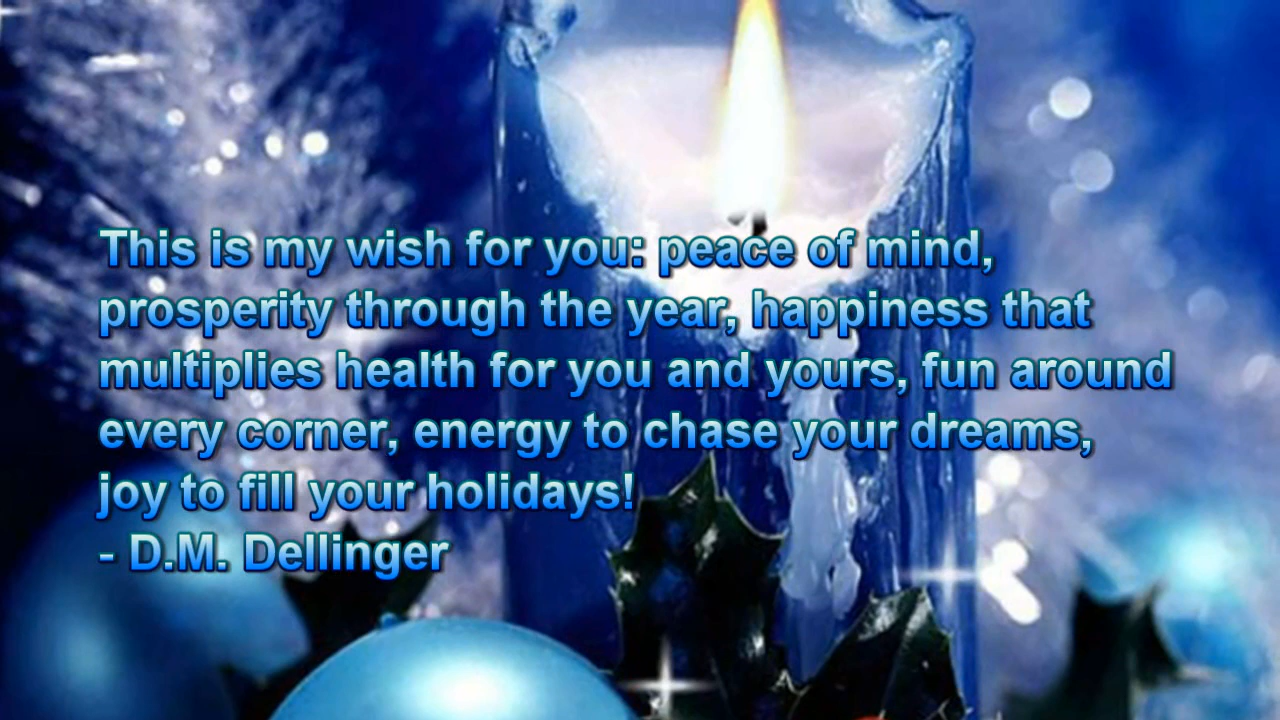 This is my wish for you: peace of mind,
prosperity through the year, happiness that
multiplies health for you and yours, fun around
every corner, energy to chase your dreams,
joy to fill your holidays!
- D.M. Dellinger